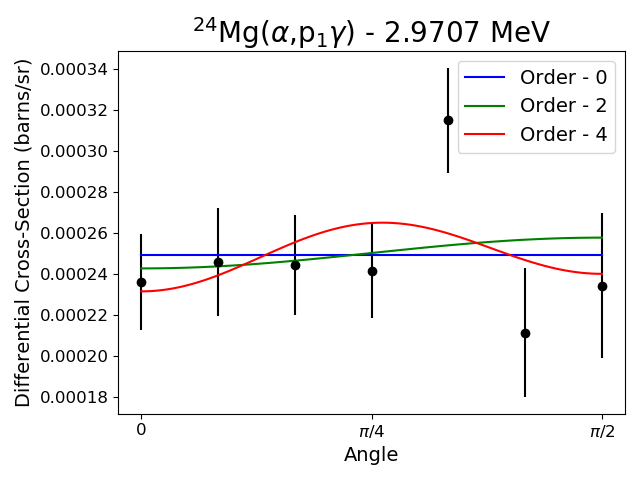 ²⁴Mg(α,p₁γ) - 2.9707 MeV
Differential Cross-Section (barns/sr)
0.00034
0.00032
0.00030
0.00028
0.00026
0.00024
0.00022
0.00020
0.00018
Order - 0
Order - 2
Order - 4
0
π/4
π/2
Angle